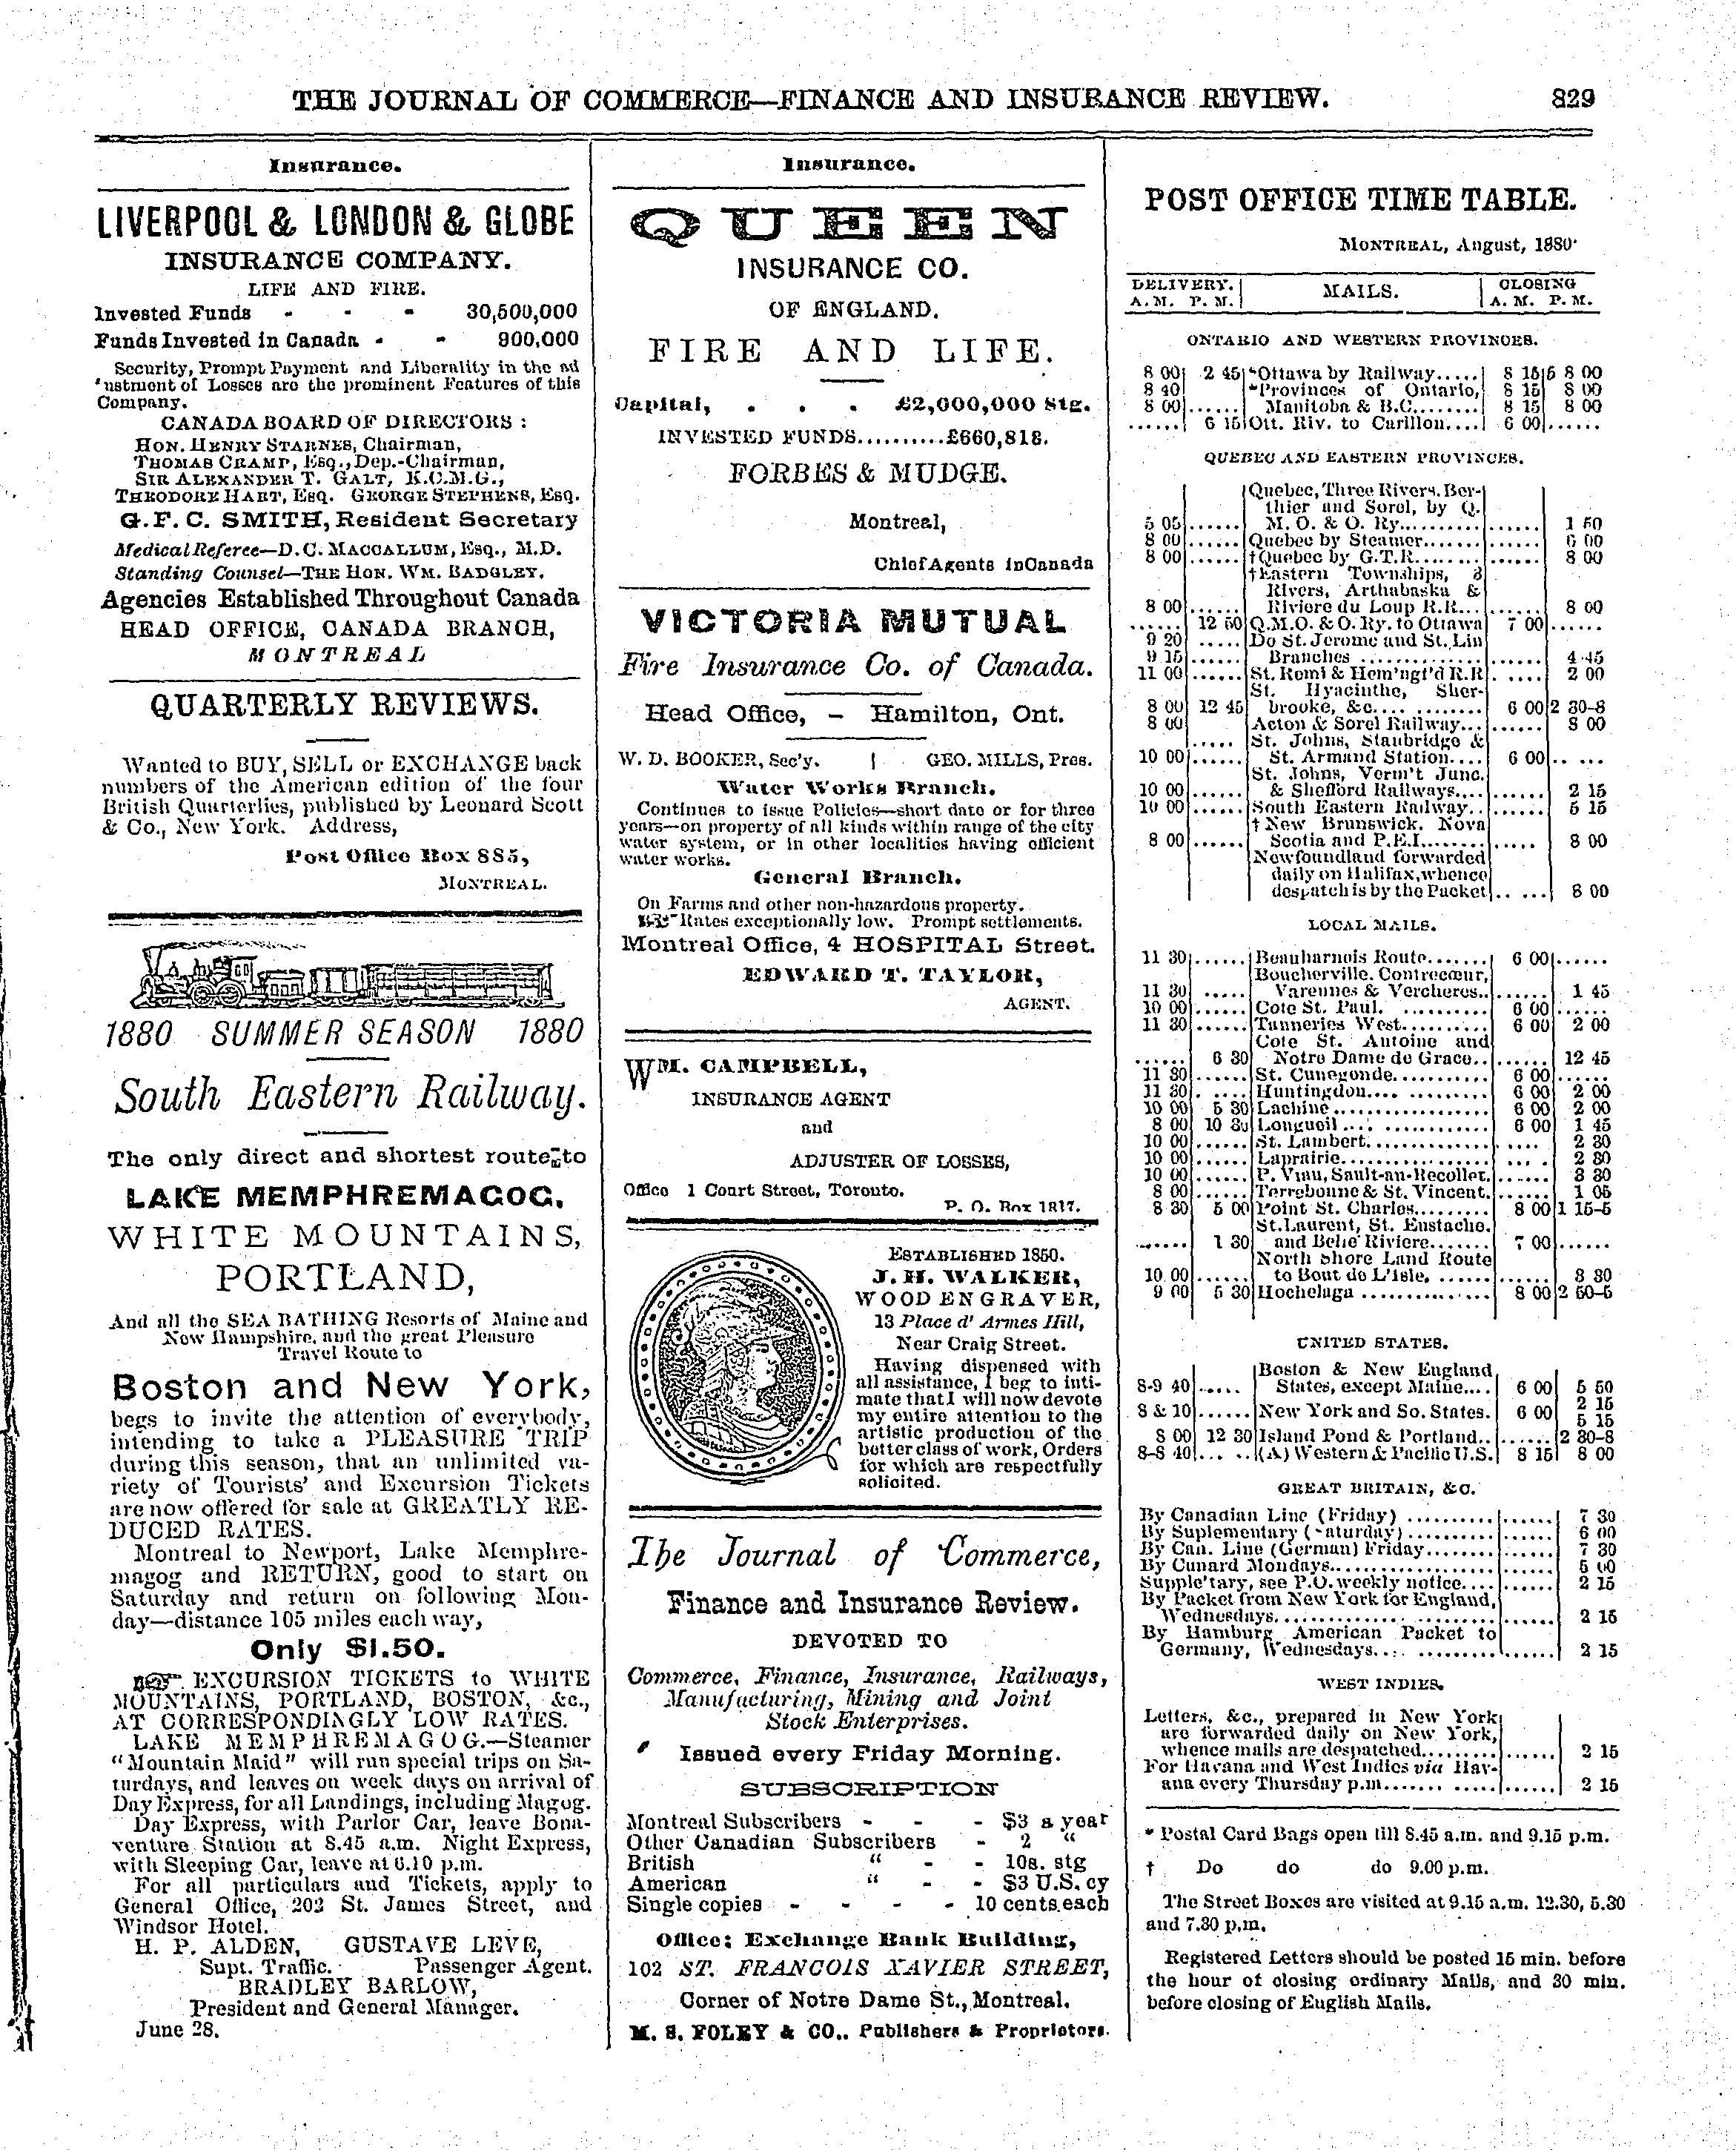 THE JOURNAL OF COMMERCE—FINANCE AND INSURANCE REVIEW. 829
Insurance.
LIVERPOOL & LONDON & GLOBE
INSURANCE COMPANY.
LIFE AND FIRE.
Invested Funds - - - 30,500,000
Funds Invested in Canada - - 900,000
Security, Prompt Payment and Liberality in the ad
'ustment of Losses are the prominent Features of this
Company.
CANADA BOARD OF DIRECTORS:
HON. HENRY STARNES, Chairman,
THOMAS CRAMP, Esq., Dep.-Chairman,
SIR ALEXANDER T. GALT, K.C.M.G.,
THEODORE HART, Esq. GEORGE STEPHENS, Esq.
G. F. C. SMITH, Resident Secretary
Medical Referee—D. C. MACCALLUM, Esq., M.D.
Standing Counsel—THE HON. WM. BADGLEY.
Agencies Established Throughout Canada
HEAD OFFICE, CANADA BRANCH,
MONTREAL
QUARTERLY REVIEWS.
Wanted to BUY, SELL or EXCHANGE back
numbers of the American edition of the four
British Quarterlies, published by Leonard Scott
& Co., New York. Address,
Post Office Box 885,
MONTREAL.
1880 SUMMER SEASON 1880
South Eastern Railway.
The only direct and shortest route to
LAKE MEMPHREMAGOG,
WHITE MOUNTAINS,
PORTLAND,
And all the SEA BATHING Resorts of Maine and
New Hampshire, and the great Pleasure
Travel Route to
Boston and New York,
begs to invite the attention of everybody,
intending to take a PLEASURE TRIP
during this season, that an unlimited va-
riety of Tourists' and Excursion Tickets
are now offered for sale at GREATLY RE-
DUCED RATES.
Montreal to Newport, Lake Memphre-
magog and RETURN, good to start on
Saturday and return on following Mon-
day—distance 105 miles each way,
Only $1.50.
EXCURSION TICKETS to WHITE
MOUNTAINS, PORTLAND, BOSTON, &c.,
AT CORRESPONDINGLY LOW RATES.
LAKE MEMPHREMAGOG.—Steamer
"Mountain Maid" will run special trips on Sa-
turdays, and leaves on week days on arrival of
Day Express, for all Landings, including Magog.
Day Express, with Parlor Car, leave Bona-
venture Station at 8.45 a.m. Night Express,
with Sleeping Car, leave at 6.10 p.m.
For all particulars and Tickets, apply to
General Office, 202 St. James Street, and
Windsor Hotel.
H. P. ALDEN, GUSTAVE LEVE,
Supt. Traffic. Passenger Agent.
BRADLEY BARLOW,
President and General Manager.
June 28.
Insurance.
QUEEN
INSURANCE CO.
OF ENGLAND.
FIRE AND LIFE.
Capital, . . . £2,000,000 Stg.
INVESTED FUNDS..........£660,818.
FORBES & MUDGE.
Montreal,
Chief Agents in Canada
VICTORIA MUTUAL
Fire Insurance Co. of Canada.
Head Office, – Hamilton, Ont.
W. D. BOOKER, Sec'y. | GEO. MILLS, Pres.
Water Works Branch.
Continues to issue Policies—short date or for three
years—on property of all kinds within range of the city
water system, or in other localities having efficient
water works.
General Branch.
On Farms and other non-hazardous property.
Rates exceptionally low. Prompt settlements.
Montreal Office, 4 HOSPITAL Street.
EDWARD T. TAYLOR,
AGENT.
WM. CAMPBELL,
INSURANCE AGENT
and
ADJUSTER OF LOSSES,
Office 1 Court Street, Toronto.
P. O. Box 1817.
ESTABLISHED 1850.
J. H. WALKER,
WOOD ENGRAVER,
13 Place d' Armes Hill,
Near Craig Street.
Having dispensed with
all assistance, I beg to inti-
mate that I will now devote
my entire attention to the
artistic production of the
better class of work, Orders
for which are respectfully
solicited.
The Journal of Commerce,
Finance and Insurance Review.
DEVOTED TO
Commerce, Finance, Insurance, Railways,
Manufacturing, Mining and Joint
Stock Enterprises.
Issued every Friday Morning.
SUBSCRIPTION
Montreal Subscribers - - - $3 a year
Other Canadian Subscribers - 2 "
British " - - 10s. stg
American " - - $3 U.S. cy
Single copies - - - - 10 cents each
Office: Exchange Bank Building,
102 ST. FRANCOIS XAVIER STREET,
Corner of Notre Dame St., Montreal.
M. S. FOLEY & CO.. Publishers & Proprietors.
POST OFFICE TIME TABLE.
MONTREAL, August, 1880
DELIVERY. MAILS. CLOSING
A. M. P. M. A. M. P. M.
ONTARIO AND WESTERN PROVINCES.
8 00 2 45 *Ottawa by Railway..... 8 15 5 8 00
8 40 *Provinces of Ontario, 8 15 8 00
8 00 ...... Manitoba & B.C........ 8 15 8 00
...... 6 15 Ott. Riv. to Carillon.... 6 00 ......
QUEBEC AND EASTERN PROVINCES.
Quebec, Three Rivers, Ber-
thier and Sorel, by Q.
5 05 ...... M. O. & O. Ry.......... ...... 1 50
8 00 ...... Quebec by Steamer....... ...... 6 00
8 00 ...... †Quebec by G.T.R........ ...... 8 00
†Eastern Townships, 3
Rivers, Arthabaska &
8 00 ...... Riviere du Loup R.R... ...... 8 00
...... 12 50 Q.M.O. & O. Ry. to Ottawa 7 00 ......
9 20 ..... Do St. Jerome and St. Lin
9 15 ...... Branches .............. ...... 4 45
11 00 ...... St. Remi & Hem'ngf'd R.R ..... 2 00
St. Hyacinthe, Sher-
8 00 12 45 brooke, &c.... ........ 6 00 2 30-8
8 00 Acton & Sorel Railway... ...... 8 00
..... St. Johns, Stanbridge &
10 00 ...... St. Armand Station.... 6 00 .. ...
St. Johns, Verm't Junc.
10 00 ...... & Shefford Railways.... ...... 2 15
10 00 ...... South Eastern Railway.. ...... 5 15
†New Brunswick, Nova
8 00 ...... Scotia and P.E.I........ ..... 8 00
Newfoundland forwarded
daily on Halifax, whence
despatch is by the Packet .. ... 8 00
LOCAL MAILS.
11 30 ...... Beauharnois Route....... 6 00 ......
Boucherville, Contrecœur,
11 30 ..... Varennes & Vercheres.. ...... 1 45
10 00 ...... Cote St. Paul. .......... 6 00 ......
11 30 ...... Tanneries West.......... 6 00 2 00
Cote St. Antoine and
...... 6 30 Notre Dame de Grace.. ...... 12 45
11 30 ...... St. Cunegonde........... 6 00 ......
11 30 ..... Huntingdon.... ......... 6 00 2 00
10 00 5 30 Lachine.................. 6 00 2 00
8 00 10 30 Longueil .... ............ 6 00 1 45
10 00 ...... St. Lambert.............. .... 2 30
10 00 ...... Laprairie................. .... 2 30
10 00 ...... P. Viau, Sault-au-Recollet. ...... 3 30
8 00 ...... Terrebonne & St. Vincent. ...... 1 05
8 30 5 00 Point St. Charles......... 8 00 1 15-5
St. Laurent, St. Eustache.
...... 1 30 and Belle Riviere....... 7 00 ......
North Shore Land Route
10 00 ...... to Bout de L'Isle, ....... ...... 3 30
9 00 5 30 Hochelaga .............. 8 00 2 50-5
UNITED STATES.
Boston & New England
8-9 40 ...... States, except Maine.... 6 00 5 50
8 & 10 ...... New York and So. States. 6 00 2 15
5 15
8 00 12 30 Island Pond & Portland.. ...... 2 30-8
8-8 40 ... .. (A) Western & Pacific U.S. 8 15 8 00
GREAT BRITAIN, &C.
By Canadian Line (Friday) .......... ...... 7 30
By Suplementary (Saturday) .......... ...... 6 00
By Can. Line (German) Friday........ ...... 7 30
By Cunard Mondays................... ...... 5 00
Supple'tary, see P.O. weekly notice.... ...... 2 15
By Packet from New York for England,
Wednesdays........................ ...... 2 15
By Hamburg American Packet to
Germany, Wednesdays.... .......... ...... 2 15
WEST INDIES.
Letters, &c., prepared in New York
are forwarded daily on New York,
whence mails are despatched.......... ...... 2 15
For Havana and West Indies via Hav-
ana every Thursday p.m....... ...... ...... 2 15
* Postal Card Bags open till 8.45 a.m. and 9.15 p.m.
† Do do do 9.00 p.m.
The Street Boxes are visited at 9.15 a.m. 12.30, 5.30
and 7.30 p.m.
Registered Letters should be posted 15 min. before
the hour of closing ordinary Mails, and 30 min.
before closing of English Mails.